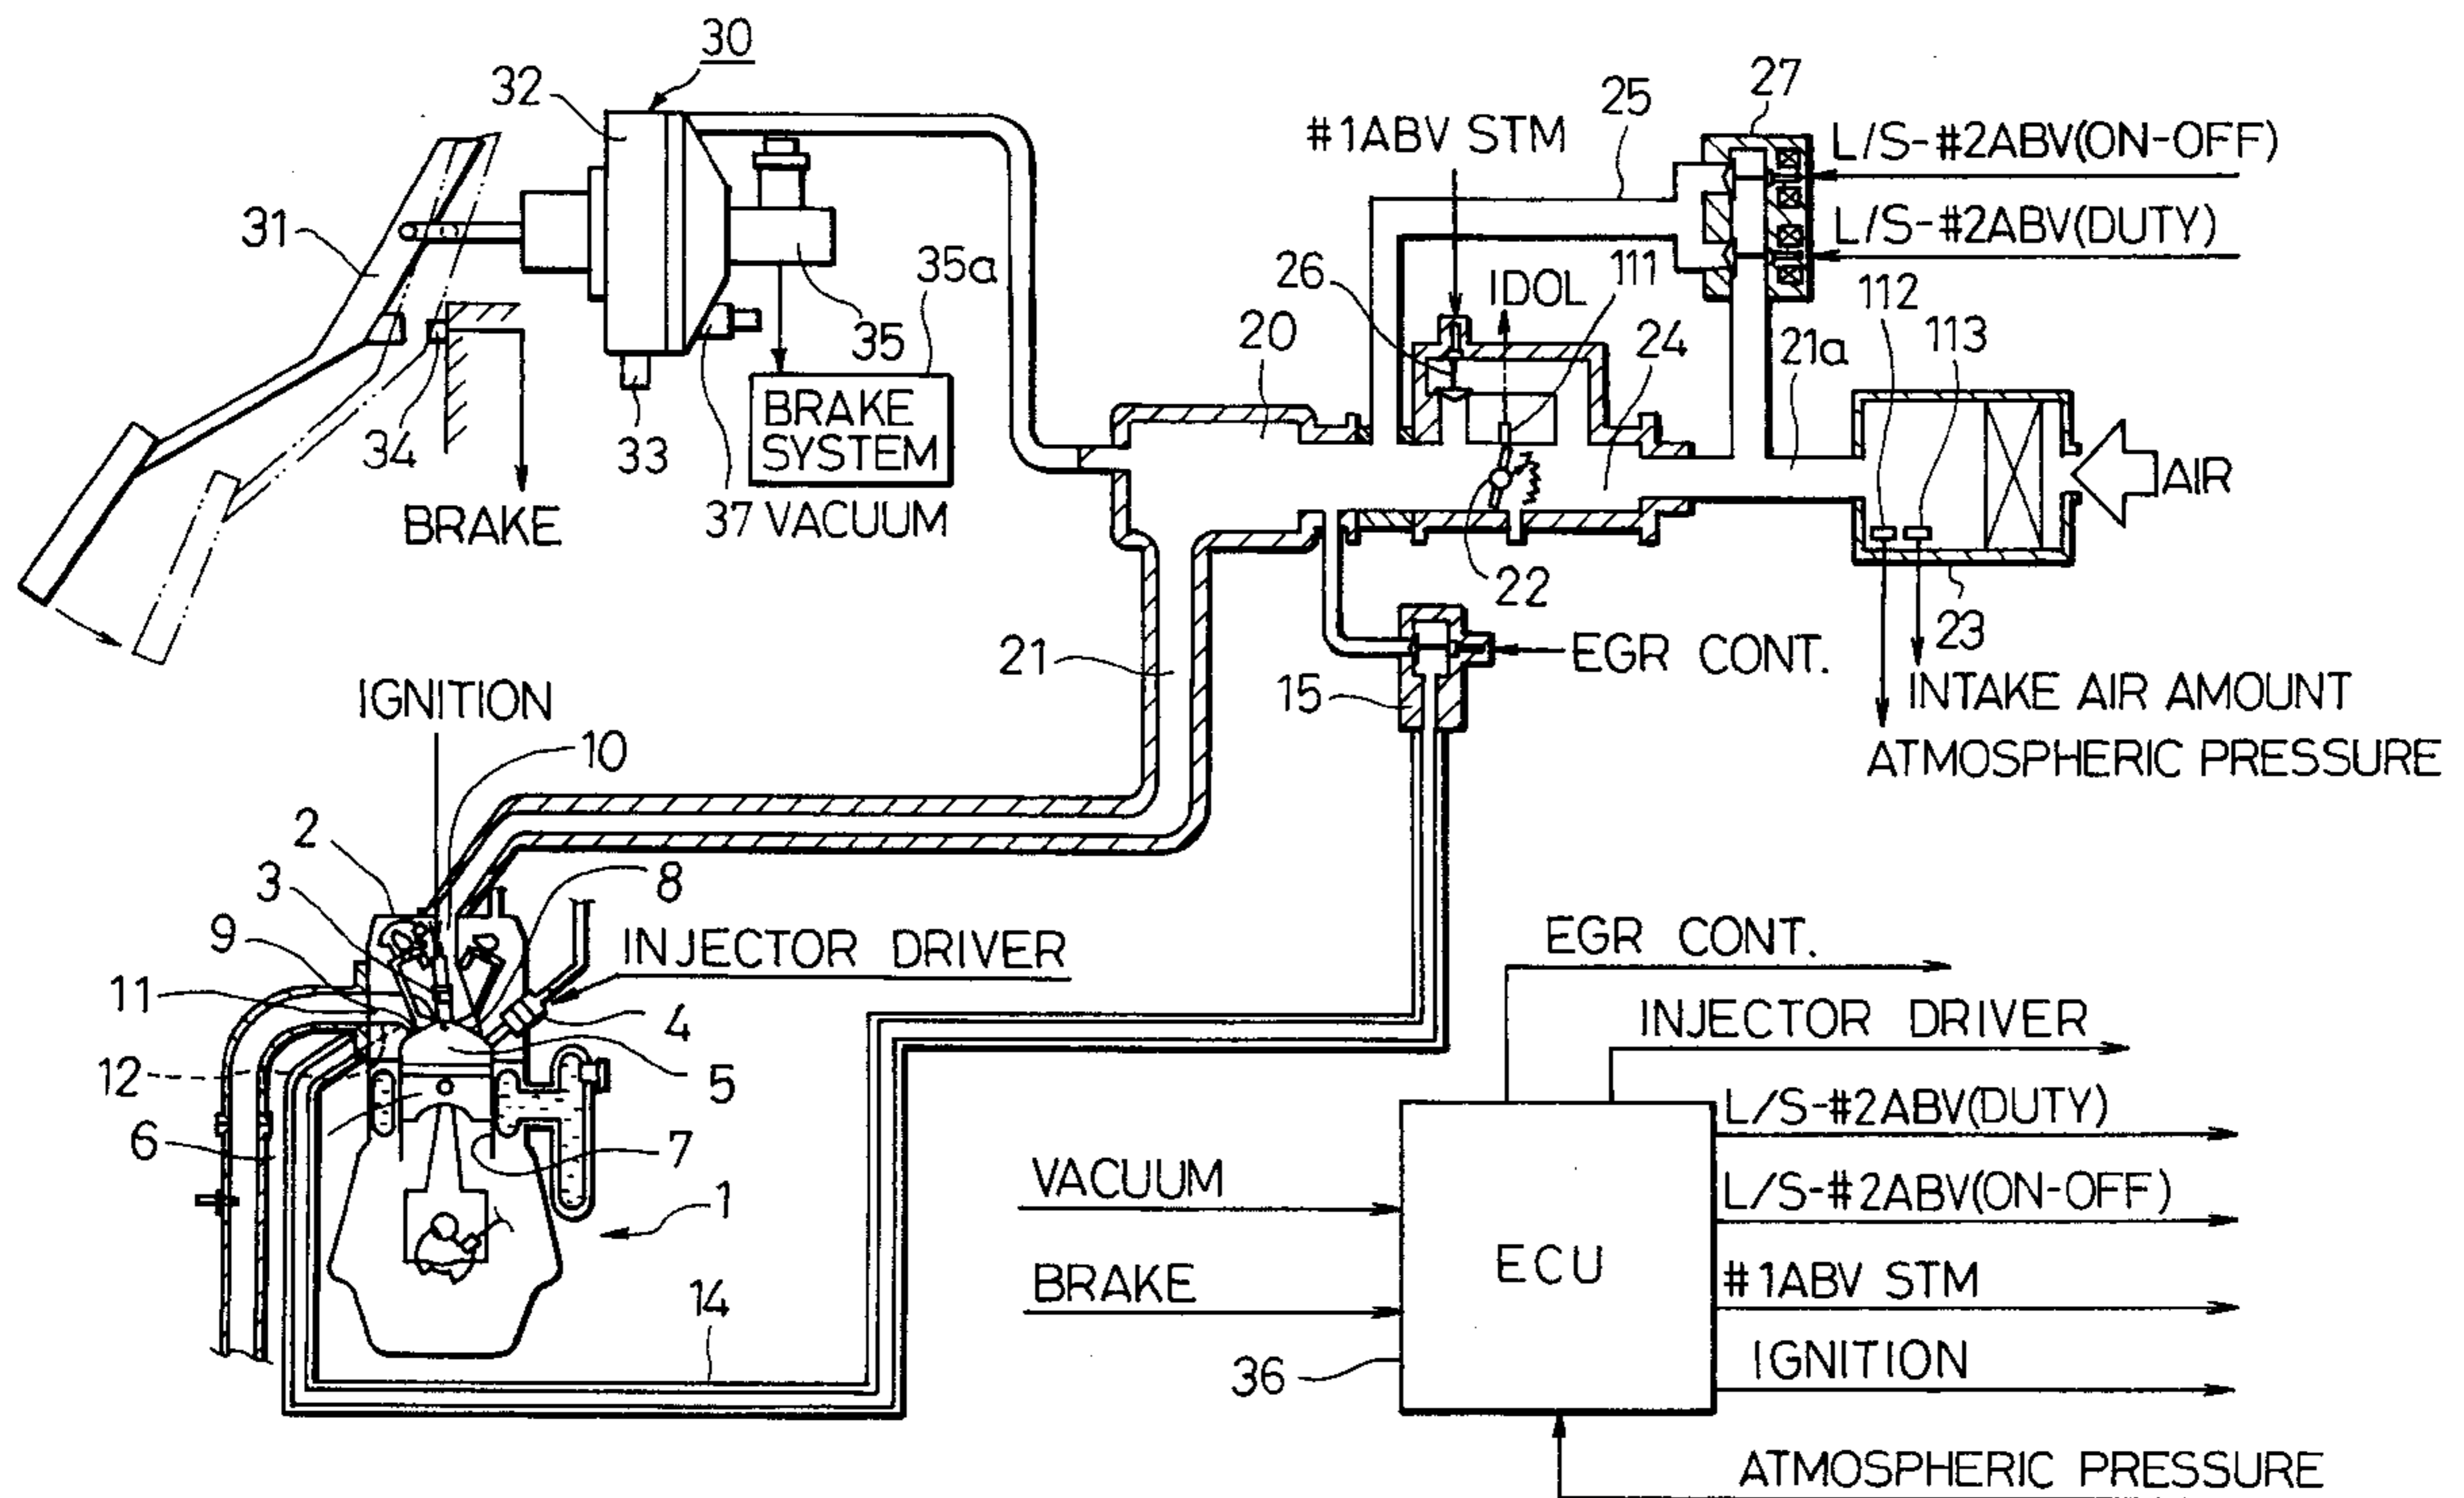 30
32
27
25
#1ABV STM
L/S-#2ABV(ON-OFF)
31
L/S-#2ABV(DUTY)
35a
26
IDOL
111
112
20
35
24
21a
113
BRAKE
SYSTEM
34
33
AIR
BRAKE
37 VACUUM
22
23
21
EGR CONT.
15
INTAKE AIR AMOUNT
IGNITION
10
ATMOSPHERIC PRESSURE
2
3
8
9
INJECTOR DRIVER
EGR CONT.
11
4
INJECTOR DRIVER
12
5
L/S-#2ABV(DUTY)
6
7
VACUUM
L/S-#2ABV(ON-OFF)
1
ECU
BRAKE
#1ABV STM
14
36
IGNITION
ATMOSPHERIC PRESSURE